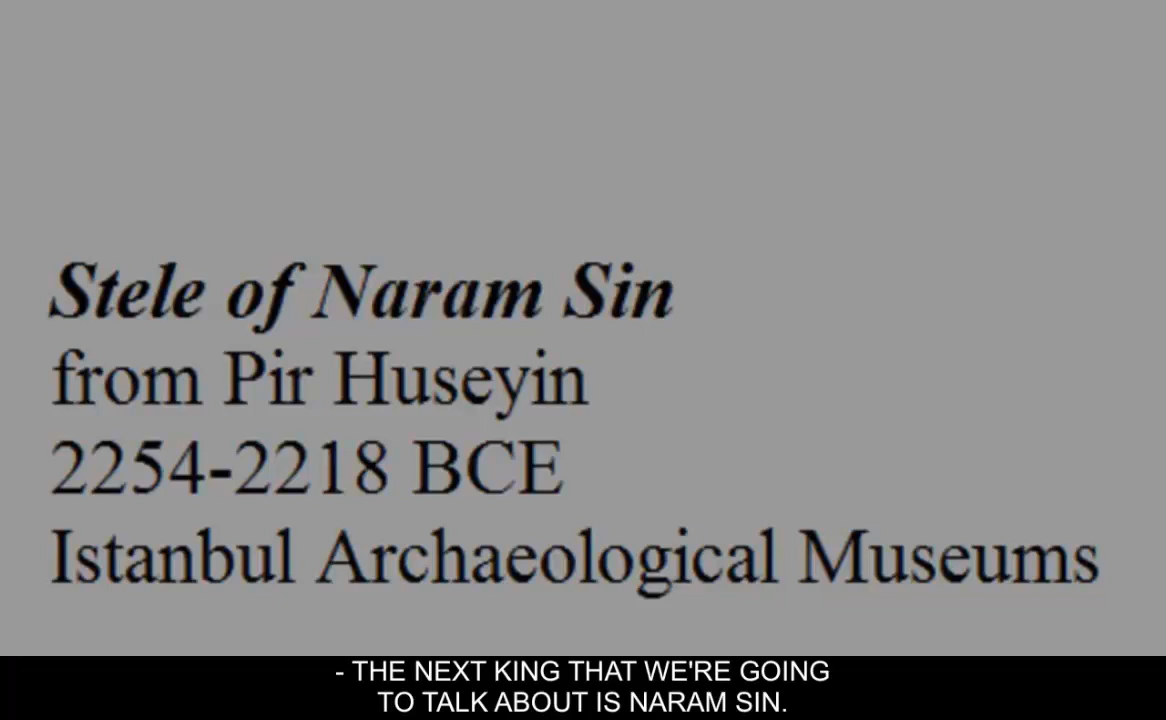 Stele of Naram Sin
from Pir Huseyin
2254-2218 BCE
Istanbul Archaeological Museums
- THE NEXT KING THAT WE'RE GOING
TO TALK ABOUT IS NARAM SIN.